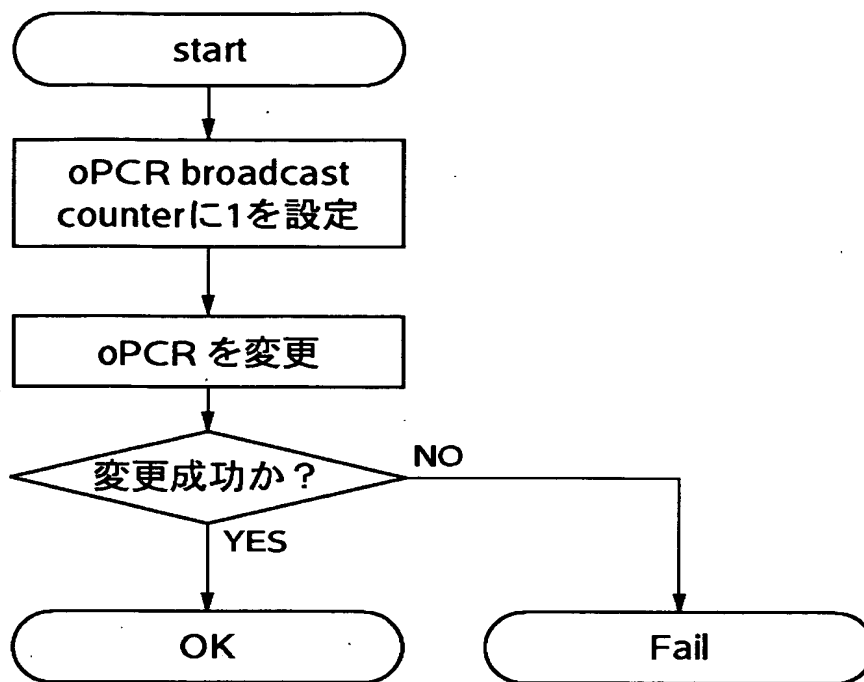 start
oPCR broadcast
counterに1を設定
oPCR を変更
変更成功か？
NO
YES
OK
Fail